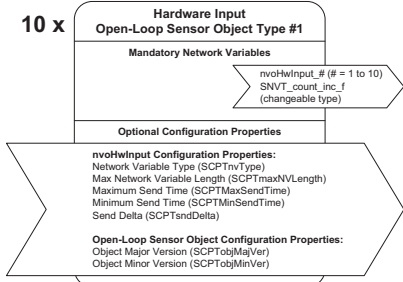 10 x
Hardware Input
Open-Loop Sensor Object Type #1
Mandatory Network Variables
nvoHwInput_# (# = 1 to 10)
SNVT_count_inc_f
(changeable type)
Optional Configuration Properties
nvoHwInput Configuration Properties:
Network Variable Type (SCPTnvType)
Max Network Variable Length (SCPTmaxNVLength)
Maximum Send Time (SCPTMaxSendTime)
Minimum Send Time (SCPTMinSendTime)
Send Delta (SCPTsndDelta)
Open-Loop Sensor Object Configuration Properties:
Object Major Version (SCPTobjMajVer)
Object Minor Version (SCPTobjMinVer)